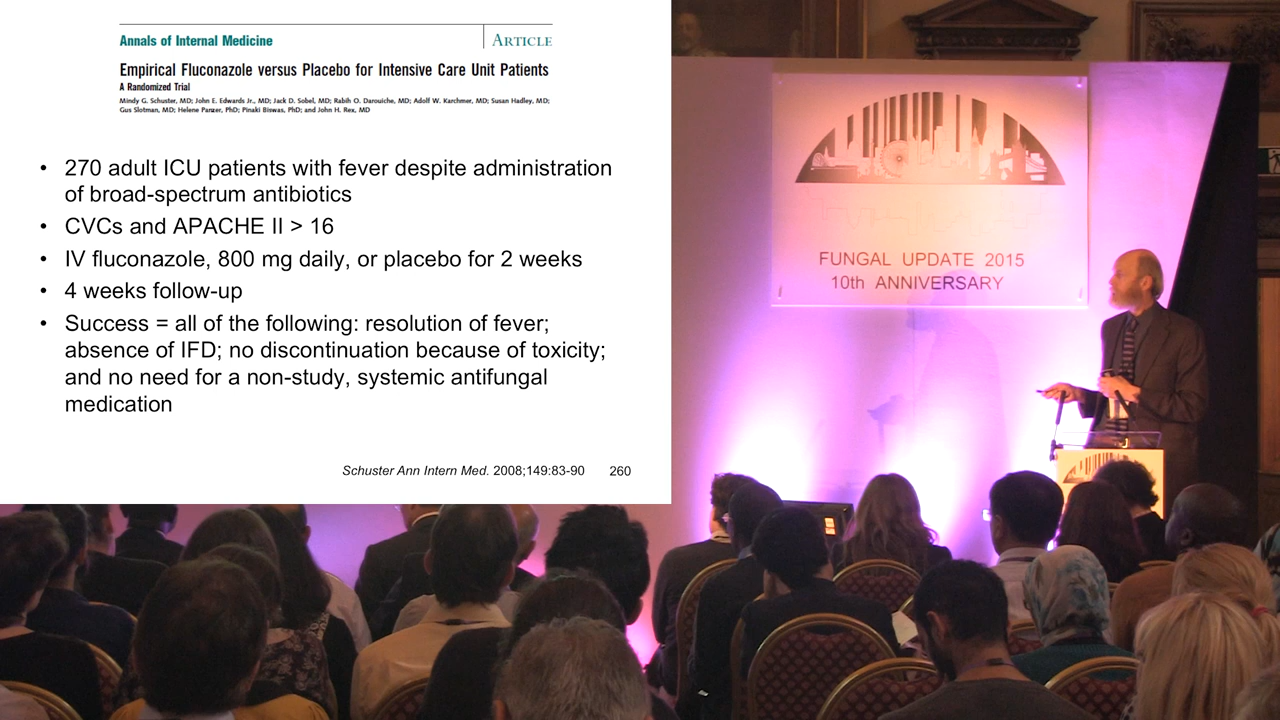 Annals of Internal Medicine
ARTICLE
Empirical Fluconazole versus Placebo for Intensive Care Unit Patients
A Randomized Trial
Mindy G. Schuster, MD; John E. Edwards Jr., MD; Jack D. Sobel, MD; Rabih O. Darouiche, MD; Adolf W. Karchmer, MD; Susan Hadley, MD;
Gus Slotman, MD; Helene Panzer, PhD; Pinaki Biswas, PhD; and John H. Rex, MD
• 270 adult ICU patients with fever despite administration
of broad-spectrum antibiotics
• CVCs and APACHE II > 16
• IV fluconazole, 800 mg daily, or placebo for 2 weeks
• 4 weeks follow-up
• Success = all of the following: resolution of fever;
absence of IFD; no discontinuation because of toxicity;
and no need for a non-study, systemic antifungal
medication
Schuster Ann Intern Med. 2008;149:83-90
260
FUNGAL UPDATE 2015
10th ANNIVERSARY